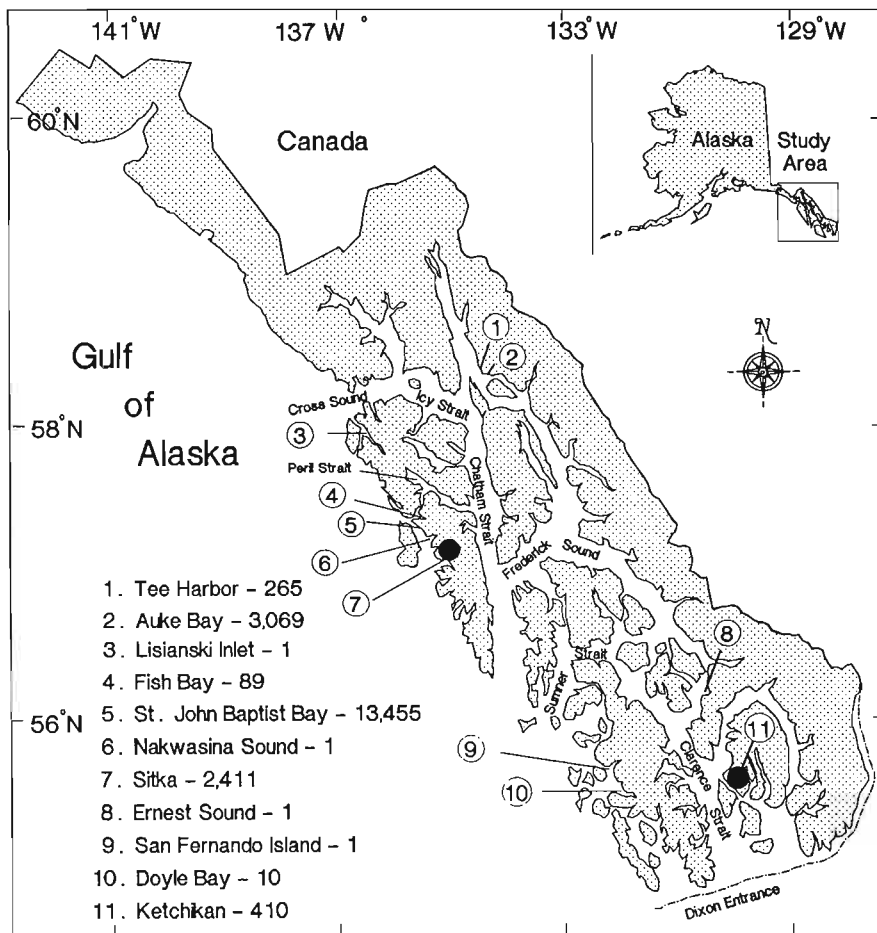 141°W 137°W 133°W 129°W
60°N
Canada
Alaska
Study
Area
N
1
2
Gulf
of
Alaska
Cross Sound
Icy Strait
58°N
3
Peril Strait
Chatham Strait
4
5
6
7
Frederick Sound
1. Tee Harbor - 265
2. Auke Bay - 3,069
3. Lisianski Inlet - 1
4. Fish Bay - 89
5. St. John Baptist Bay - 13,455
6. Nakwasina Sound - 1
7. Sitka - 2,411
8. Ernest Sound - 1
9. San Fernando Island - 1
10. Doyle Bay - 10
11. Ketchikan - 410
8
Sumner Strait
56°N
9
10
11
Clarence Strait
Dixon Entrance